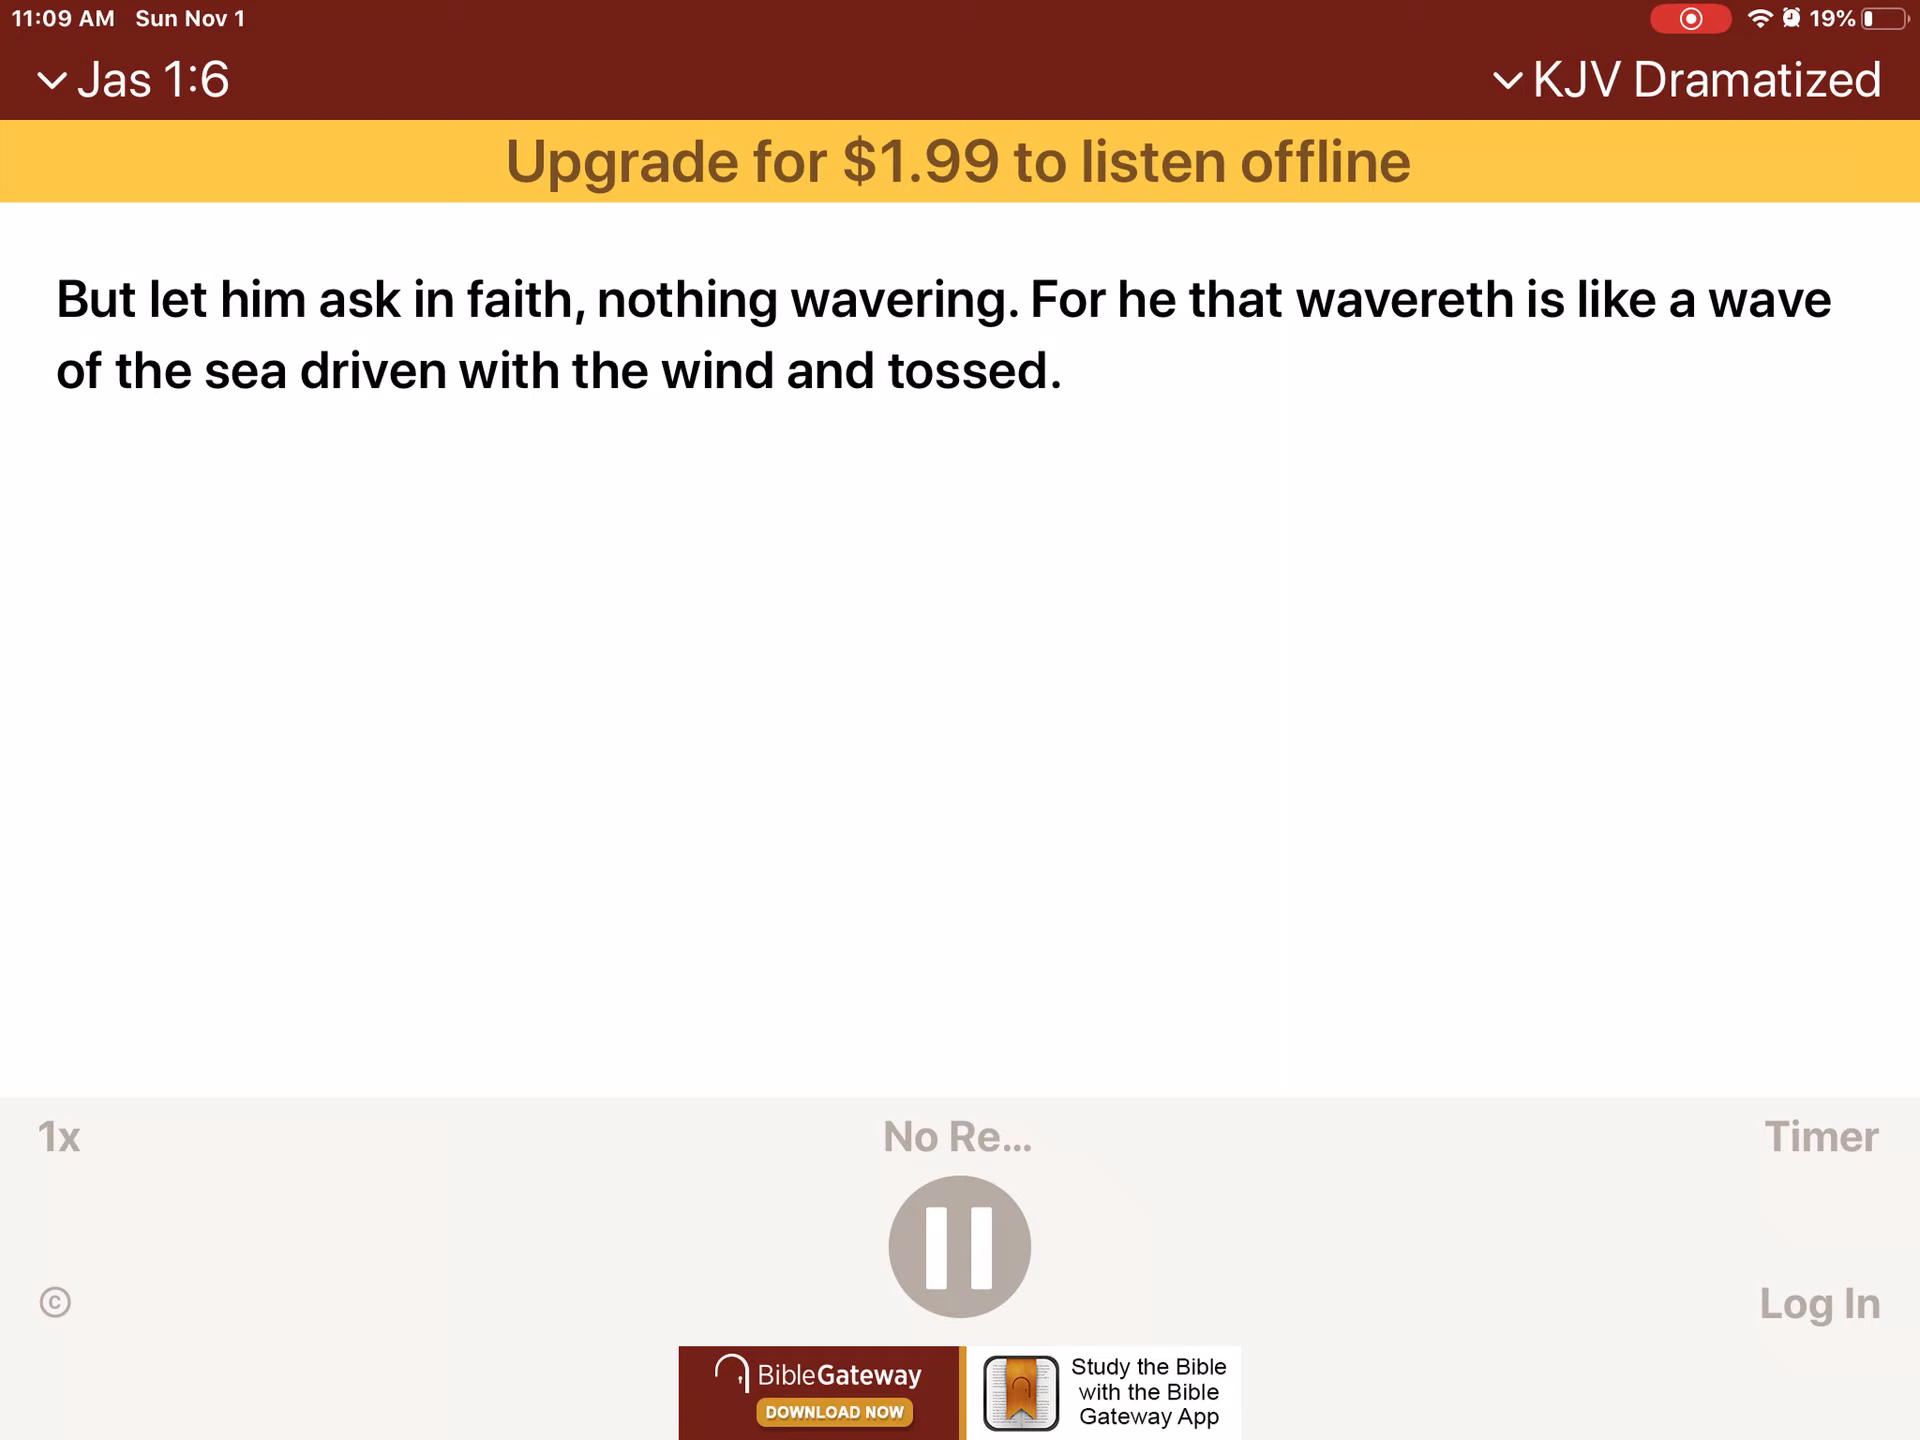 11:09 AM Sun Nov 1
19%
Jas 1:6
KJV Dramatized
Upgrade for $1.99 to listen offline
But let him ask in faith, nothing wavering. For he that wavereth is like a wave
of the sea driven with the wind and tossed.
1x
No Re...
Timer
©
Log In
BibleGateway
DOWNLOAD NOW
Study the Bible
with the Bible
Gateway App